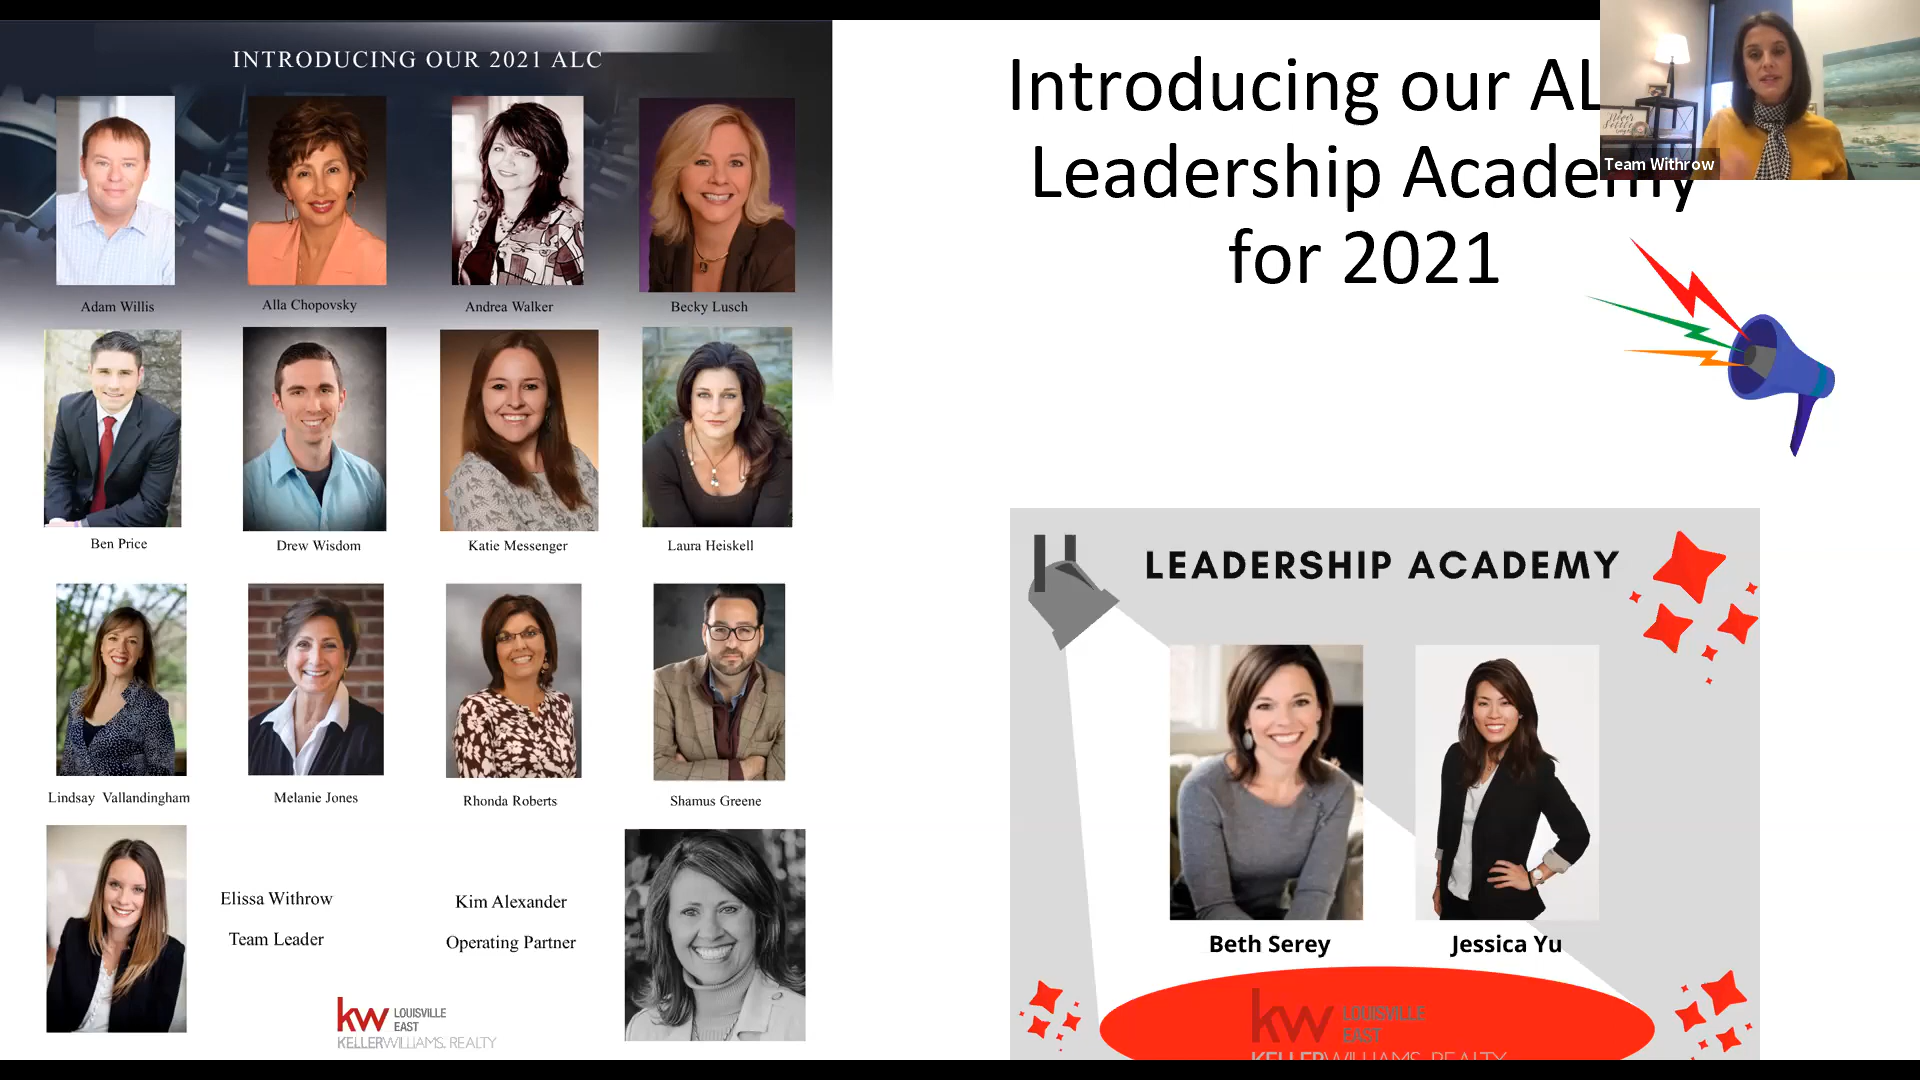 INTRODUCING OUR 2021 ALC
Adam Willis
Alla Chopovsky
Andrea Walker
Becky Lusch
Ben Price
Drew Wisdom
Katie Messenger
Laura Heiskell
Lindsay Vallandingham
Melanie Jones
Rhonda Roberts
Shamus Greene
Elissa Withrow
Team Leader
Kim Alexander
Operating Partner
kw LOUISVILLE
EAST
KELLERWILLIAMS. REALTY
Introducing our AL
Leadership Academy
for 2021
Team Withrow
LEADERSHIP ACADEMY
Beth Serey
Jessica Yu
kw LOUISVILLE
EAST
KELLERWILLIAMS. REALTY